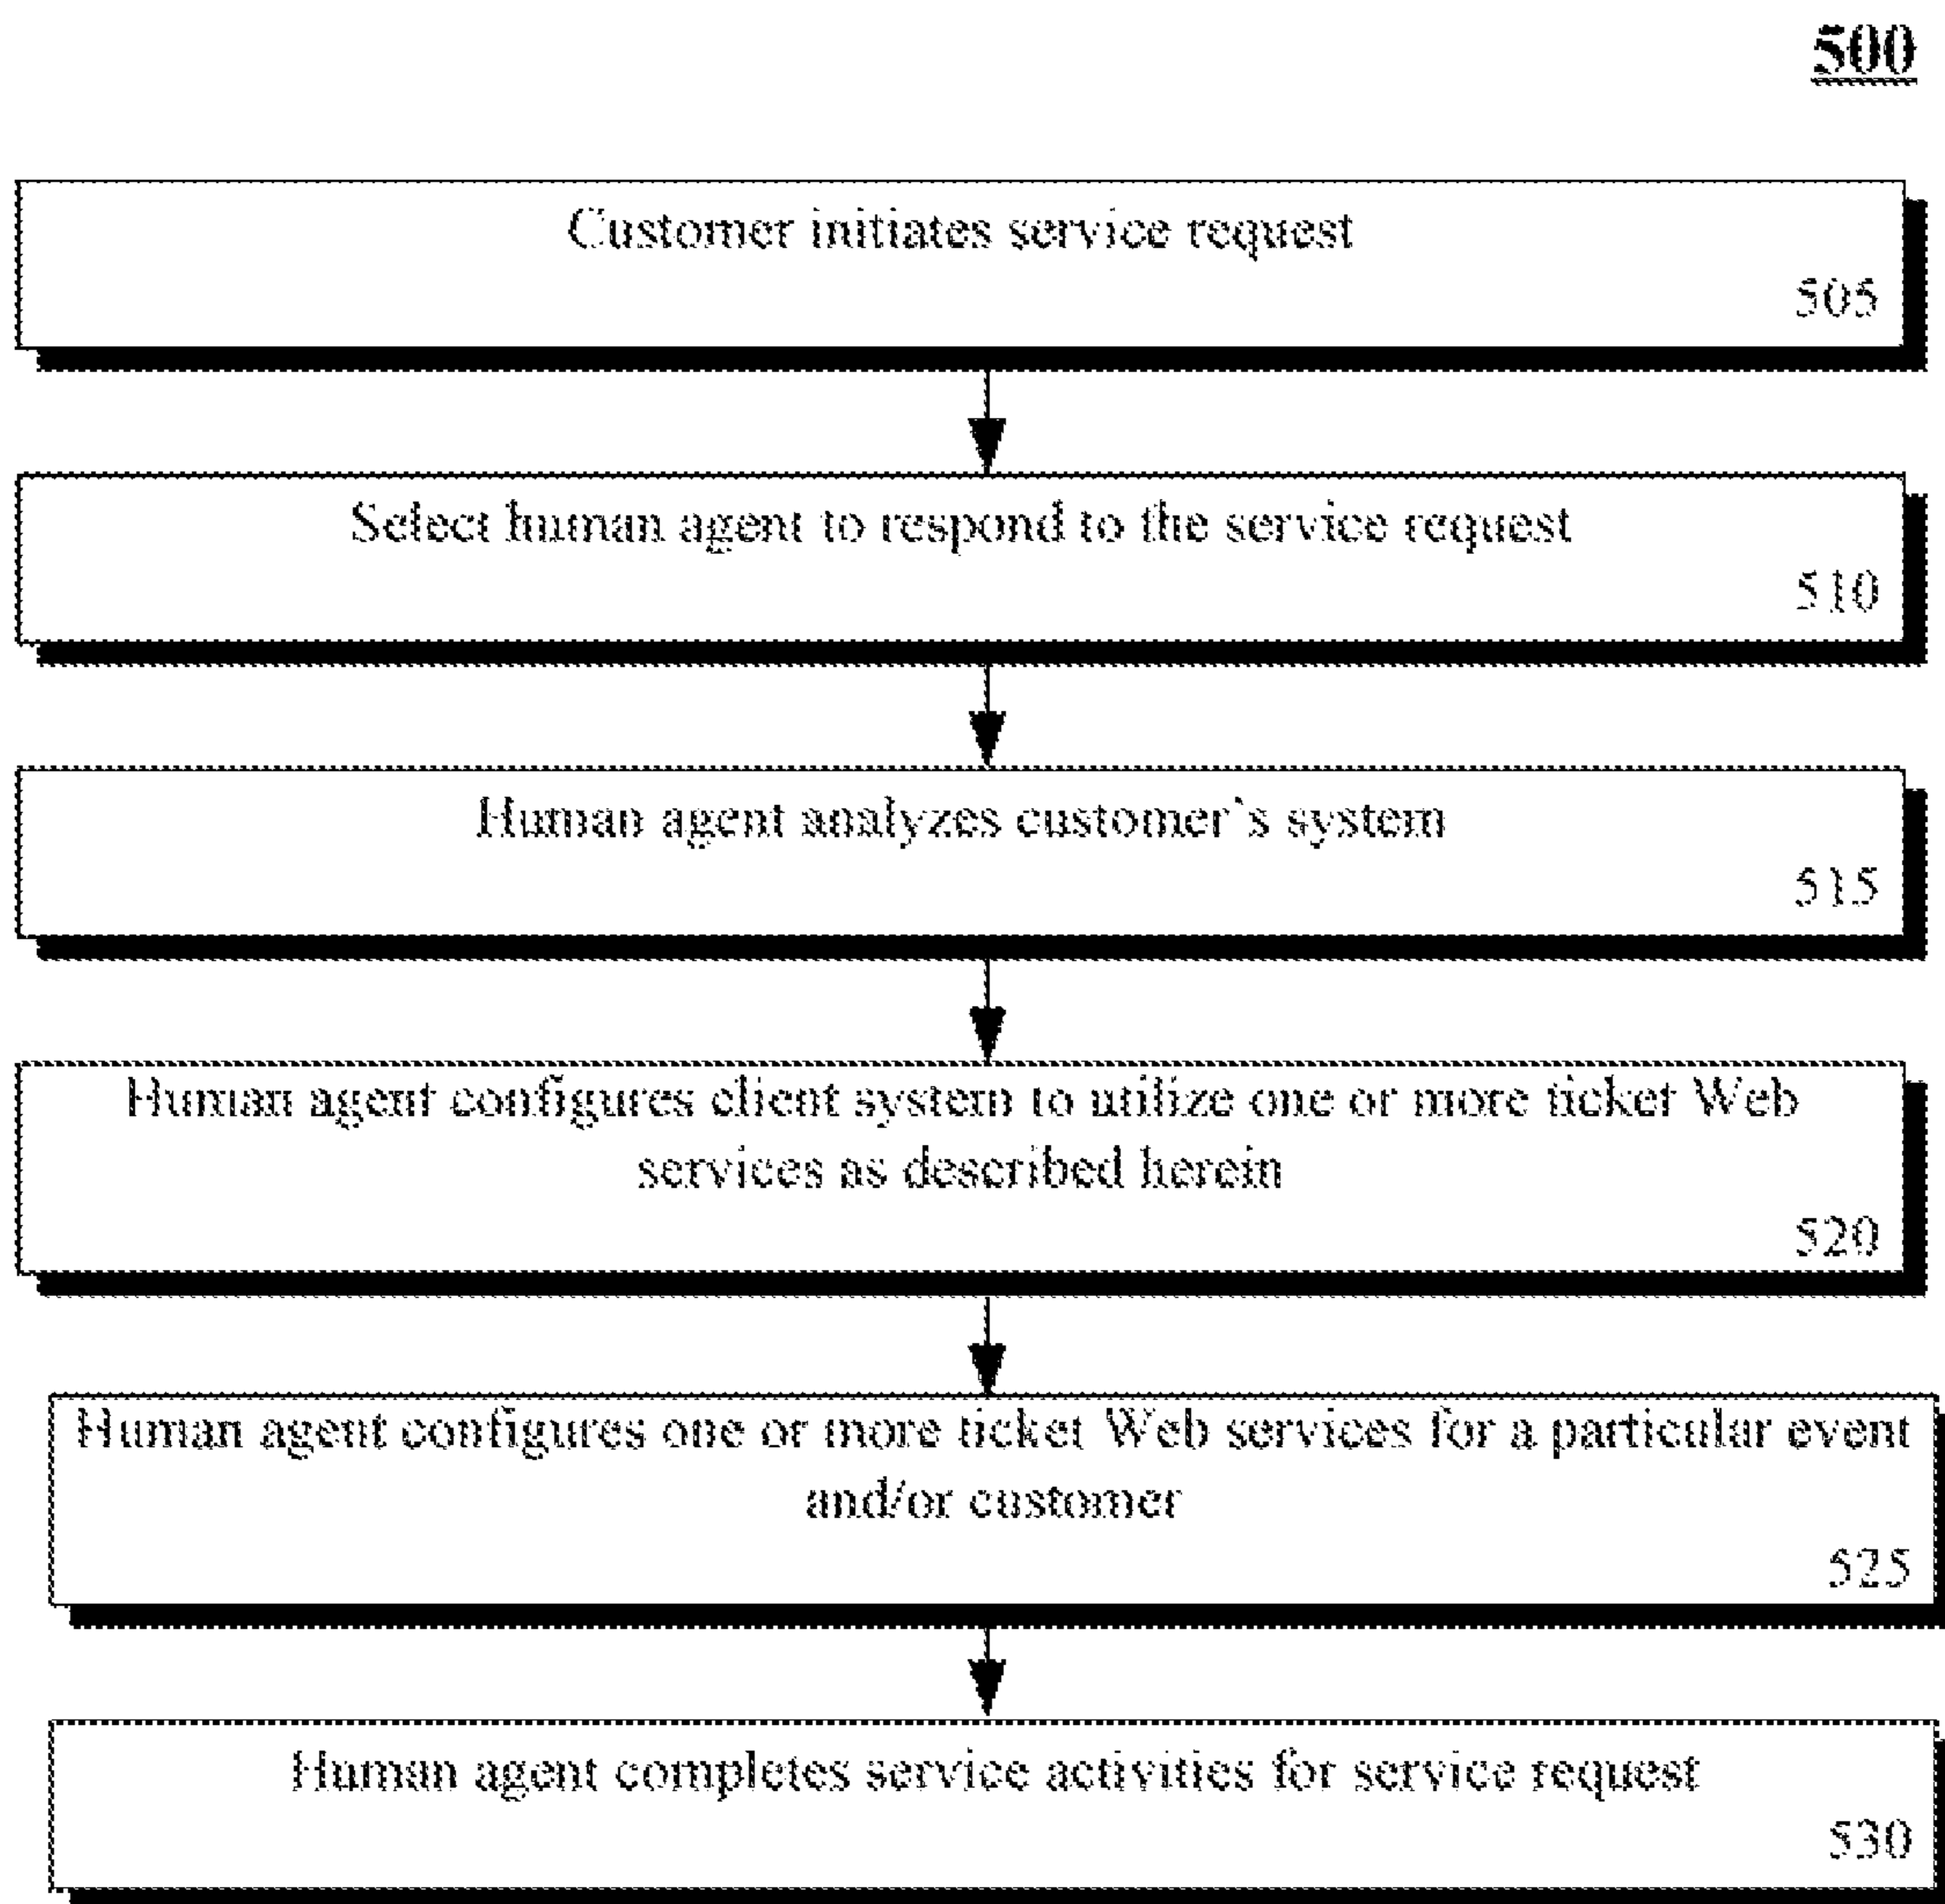 500
Customer initiates service request
505
Select human agent to respond to the service request
510
Human agent analyzes customer's system
515
Human agent configures client system to utilize one or more ticket Web
services as described herein
520
Human agent configures one or more ticket Web services for a particular event
and/or customer
525
Human agent completes service activities for service request
530